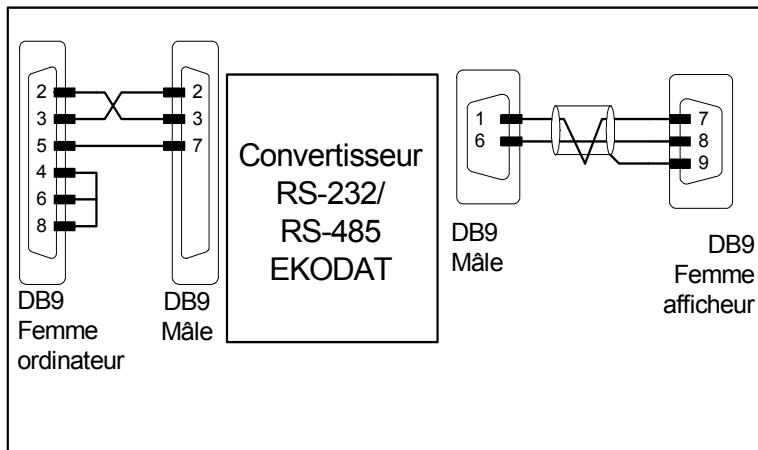 2
3
5
4
6
8
DB9
Femme
ordinateur
2
3
7
DB9
Mâle
Convertisseur
RS-232/
RS-485
EKODAT
1
6
DB9
Mâle
7
8
9
DB9
Femme
afficheur